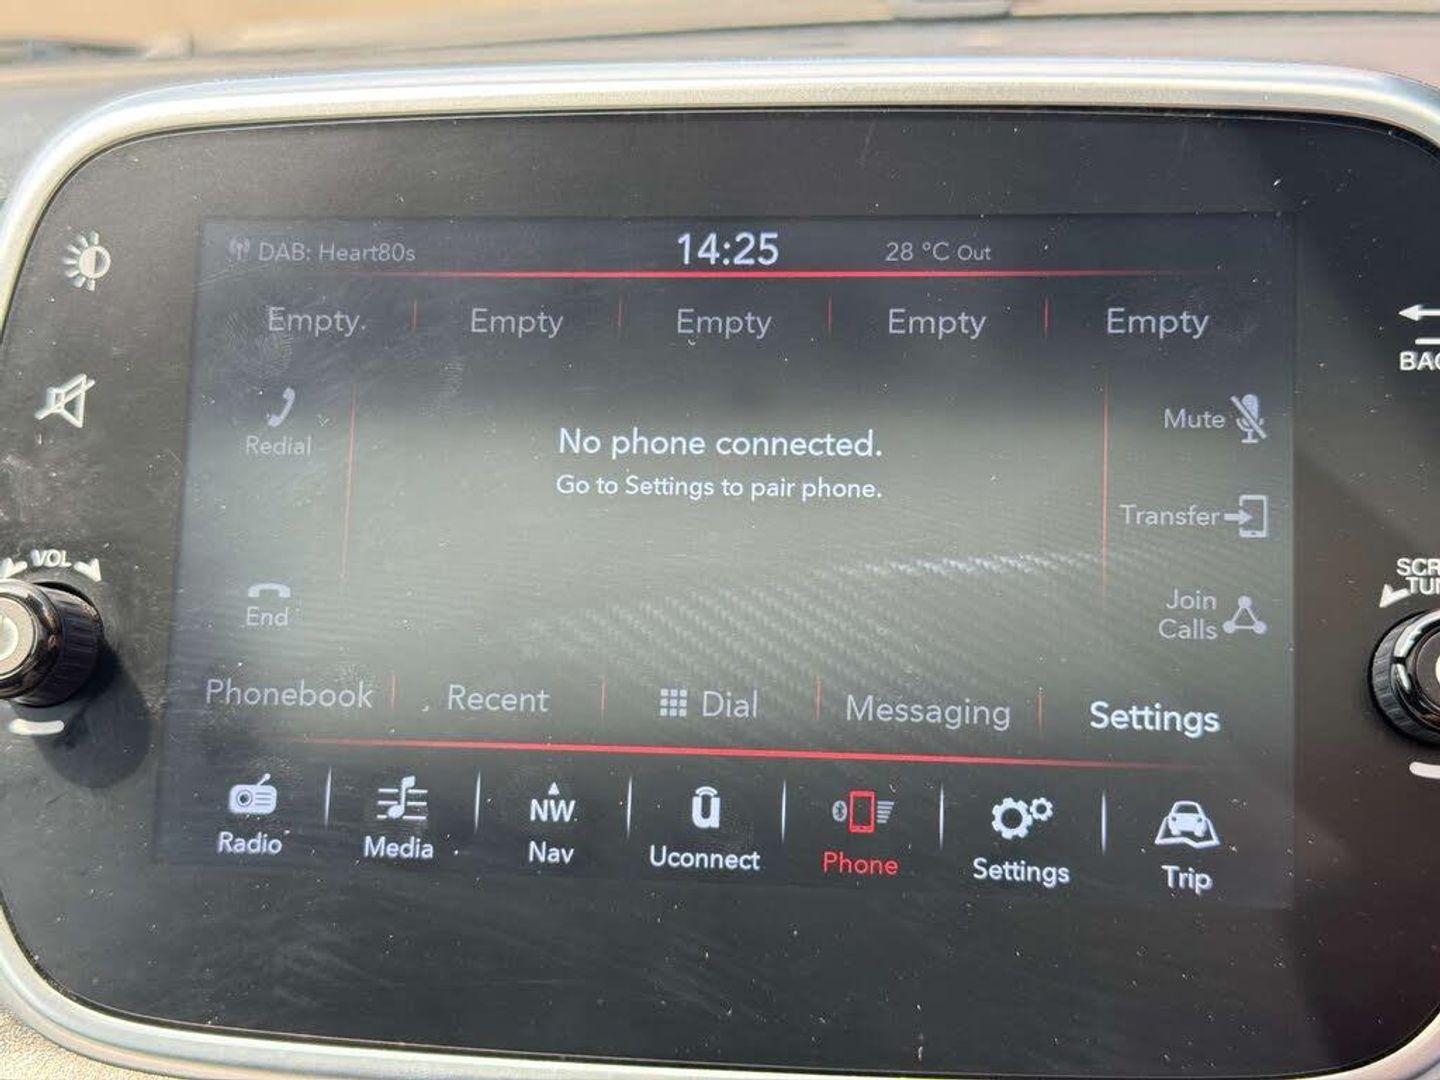 DAB: Heart80s 14:25 28 °C Out
Empty Empty Empty Empty Empty
Redial
No phone connected.
Go to Settings to pair phone.
Mute
Transfer
End
Join
Calls
Phonebook Recent Dial Messaging Settings
NW
Radio Media Nav Uconnect Phone Settings Trip
VOL